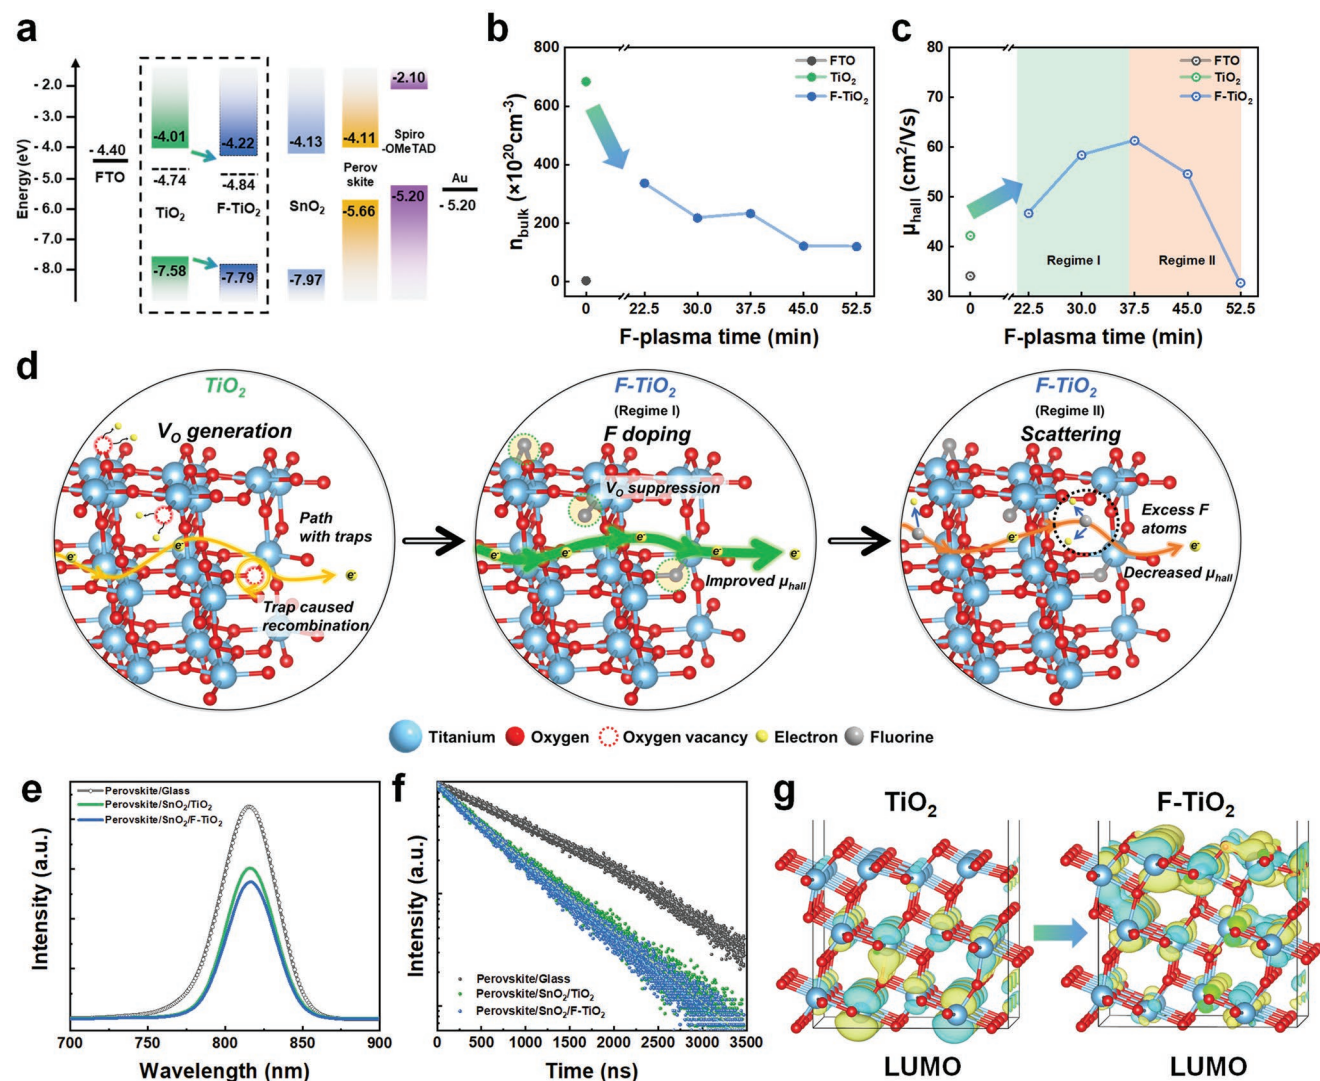 a
Energy (eV)
- 2.0
- 3.0
- 4.0
- 5.0
- 6.0
- 7.0
- 8.0
- 4.40
FTO
-4.01
-4.74
TiO₂
-7.58
-4.22
-4.84
F-TiO₂
-7.79
-4.13
SnO₂
-7.97
-4.11
Perov
skite
-5.66
-2.10
Spiro
-OMeTAD
-5.20
Au
- 5.20
b
n_bulk (×10²⁰cm⁻³)
800
600
400
200
0
FTO
TiO₂
F-TiO₂
0 22.5 30.0 37.5 45.0 52.5
F-plasma time (min)
c
μ_hall (cm²/Vs)
80
70
60
50
40
30
FTO
TiO₂
F-TiO₂
Regime I
Regime II
0 22.5 30.0 37.5 45.0 52.5
F-plasma time (min)
d
TiO₂
V_O generation
Path
with traps
e⁻
e⁻
e⁻
e⁻
Trap caused
recombination
F-TiO₂
(Regime I)
F doping
V_O suppression
e⁻
e⁻
e⁻
e⁻
e⁻
Improved μ_hall
F-TiO₂
(Regime II)
Scattering
Excess F
atoms
e⁻
e⁻
e⁻
Decreased μ_hall
Titanium
Oxygen
Oxygen vacancy
Electron
Fluorine
e
Intensity (a.u.)
Perovskite/Glass
Perovskite/SnO₂/TiO₂
Perovskite/SnO₂/F-TiO₂
700 750 800 850 900
Wavelength (nm)
f
Intensity (a.u.)
Perovskite/Glass
Perovskite/SnO₂/TiO₂
Perovskite/SnO₂/F-TiO₂
0 500 1000 1500 2000 2500 3000 3500
Time (ns)
g
TiO₂
F-TiO₂
LUMO
LUMO